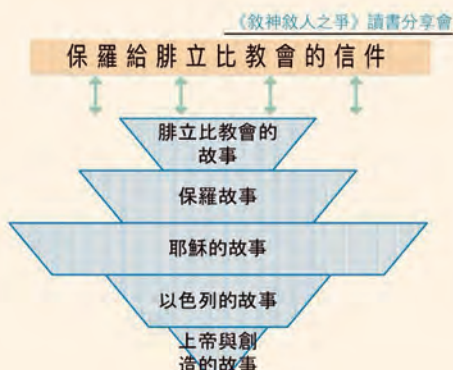 《敘神敘人之爭》讀書分享會
保羅給腓立比教會的信件
腓立比教會的
故事
保羅故事
耶穌的故事
以色列的故事
上帝與創
造的故事